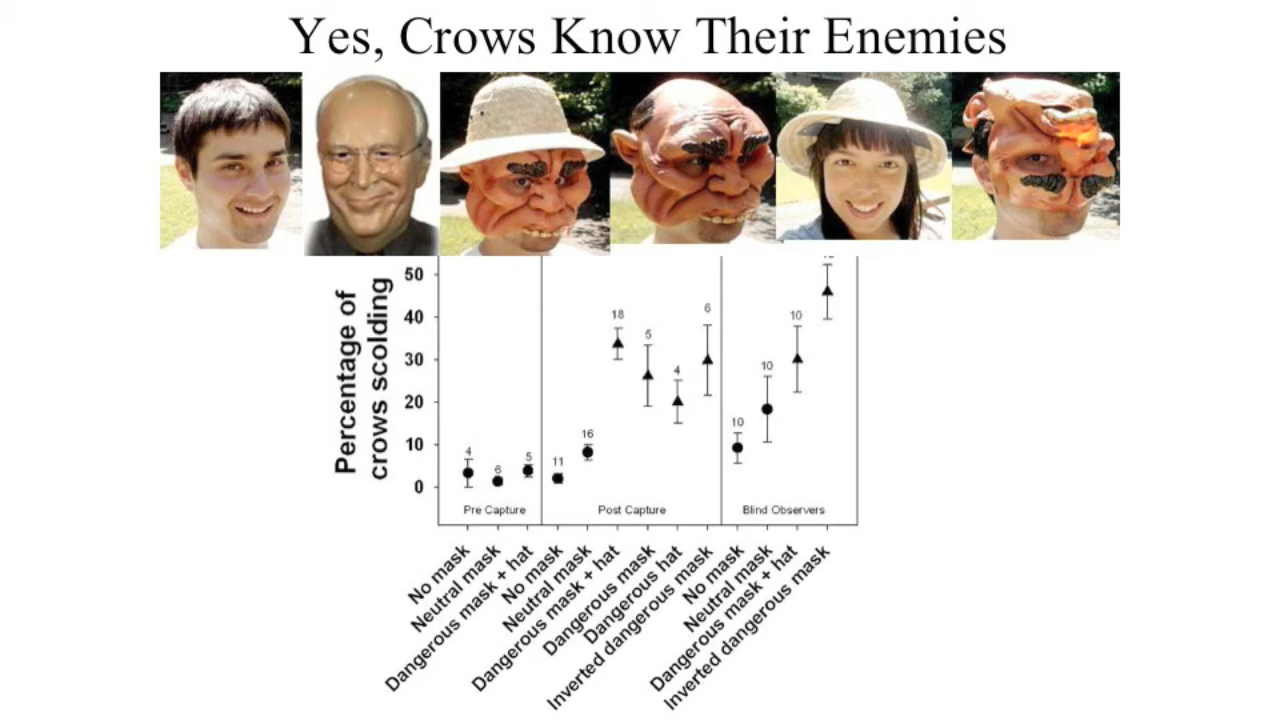 Yes, Crows Know Their Enemies
Percentage of
crows scolding
50
40
30
20
10
0
4
6
5
11
16
18
5
4
6
10
10
10
Pre Capture
Post Capture
Blind Observers
No mask
Neutral mask
Dangerous mask + hat
No mask
Neutral mask
Dangerous mask + hat
Dangerous mask
Dangerous hat
Inverted dangerous mask
No mask
Neutral mask
Dangerous mask + hat
Inverted dangerous mask